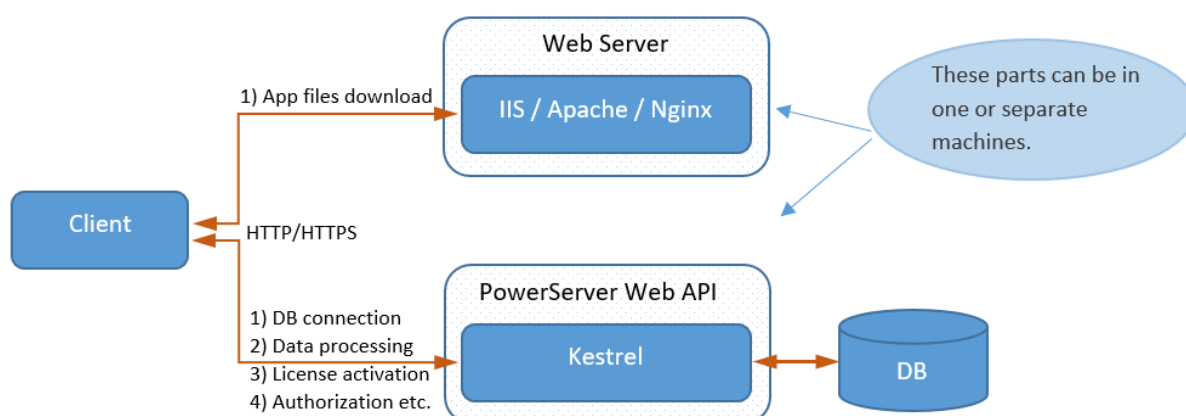 Web Server
IIS / Apache / Nginx
1) App files download
These parts can be in
one or separate
machines.
Client
HTTP/HTTPS
PowerServer Web API
Kestrel
1) DB connection
2) Data processing
3) License activation
4) Authorization etc.
DB